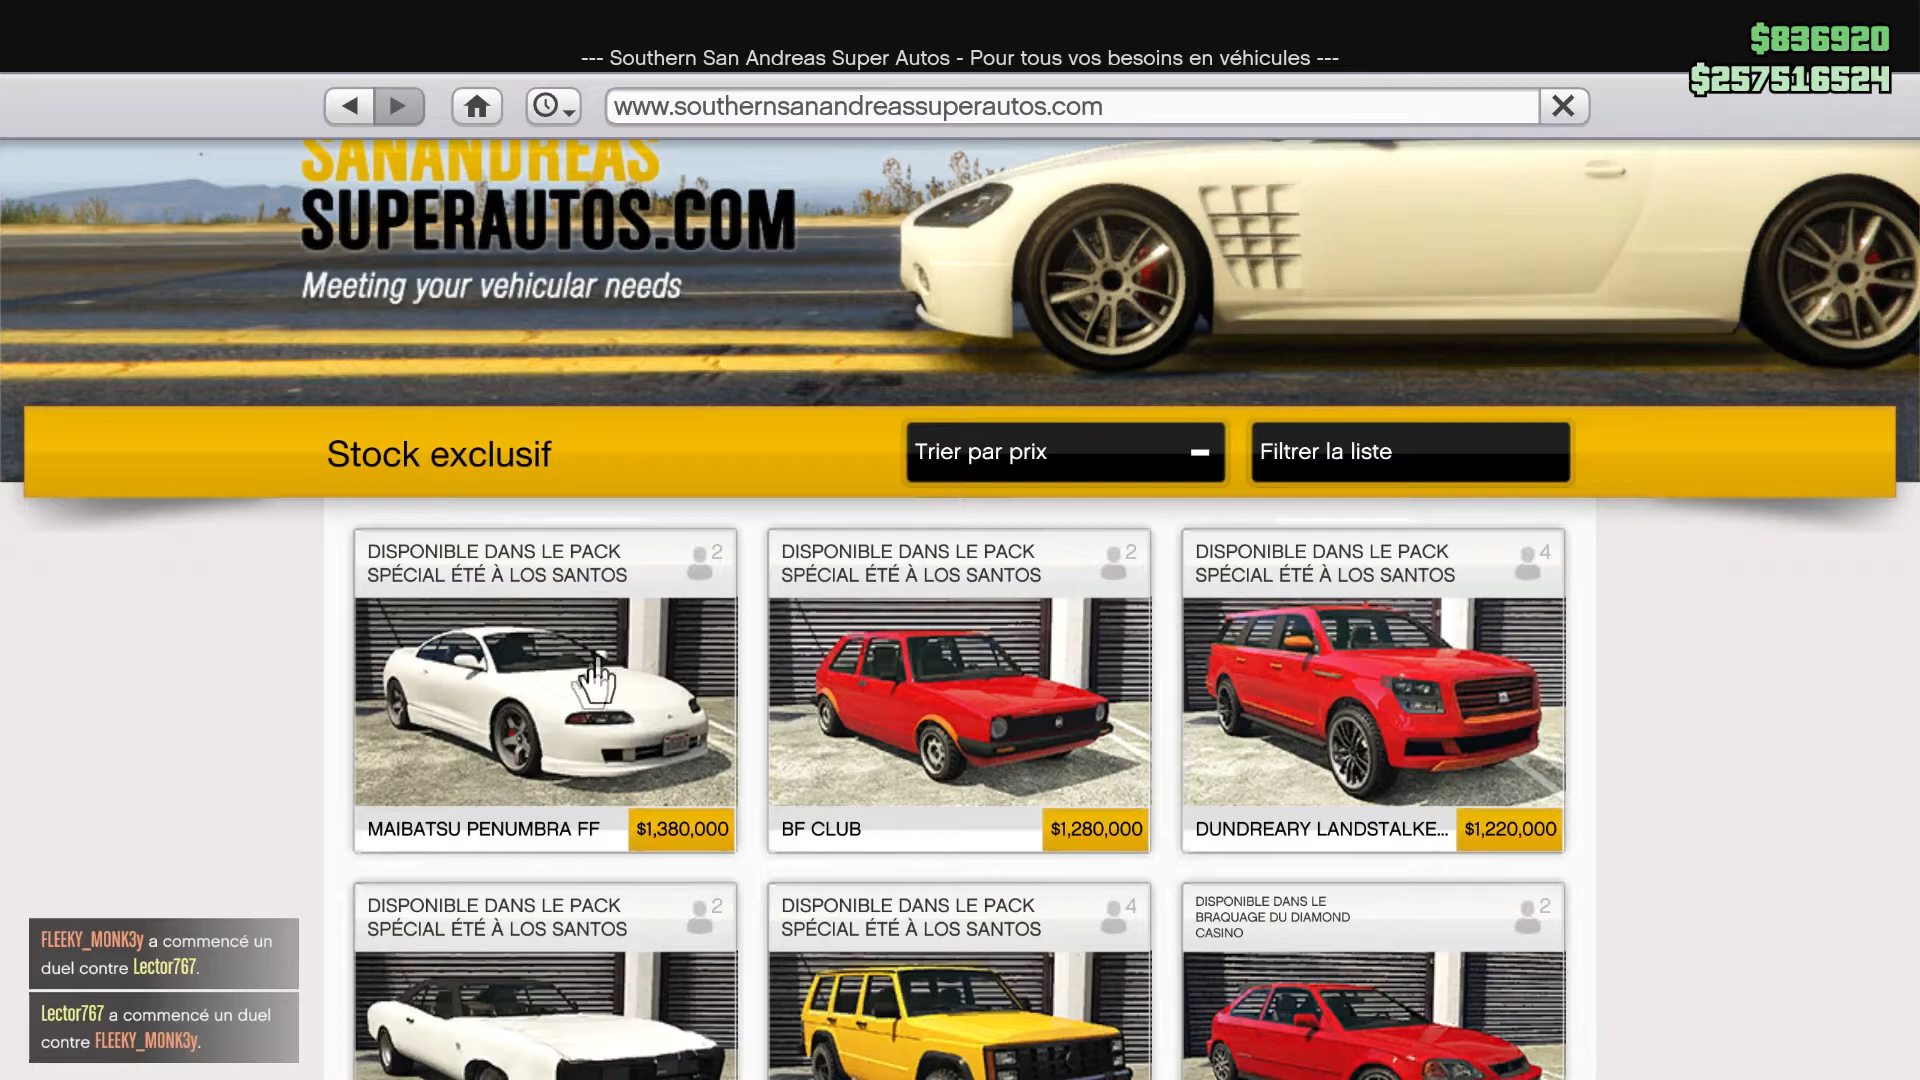 --- Southern San Andreas Super Autos - Pour tous vos besoins en véhicules ---
$836920
$257516524
www.southernsanandreassuperautos.com
SANANDREAS
SUPERAUTOS.COM
Meeting your vehicular needs
Stock exclusif
Trier par prix
Filtrer la liste
DISPONIBLE DANS LE PACK
SPÉCIAL ÉTÉ À LOS SANTOS
2
MAIBATSU PENUMBRA FF
$1,380,000
DISPONIBLE DANS LE PACK
SPÉCIAL ÉTÉ À LOS SANTOS
2
BF CLUB
$1,280,000
DISPONIBLE DANS LE PACK
SPÉCIAL ÉTÉ À LOS SANTOS
4
DUNDREARY LANDSTALKE...
$1,220,000
DISPONIBLE DANS LE PACK
SPÉCIAL ÉTÉ À LOS SANTOS
2
DISPONIBLE DANS LE PACK
SPÉCIAL ÉTÉ À LOS SANTOS
4
DISPONIBLE DANS LE
BRAQUAGE DU DIAMOND
CASINO
2
FLEEKY_MONK3y a commencé un
duel contre Lector767.
Lector767 a commencé un duel
contre FLEEKY_MONK3y.